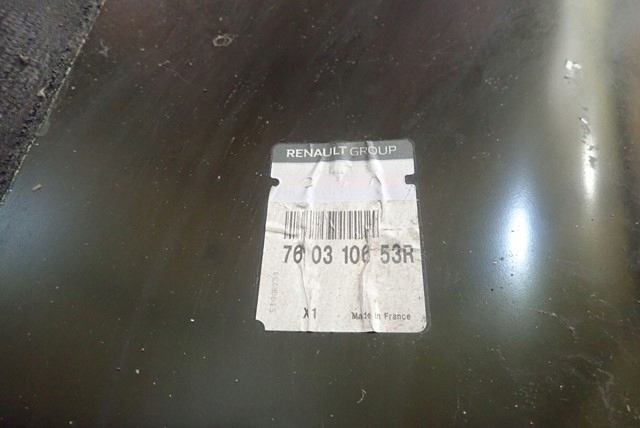 RENAULT GROUP
76 03 106 53R
X1
Made in France